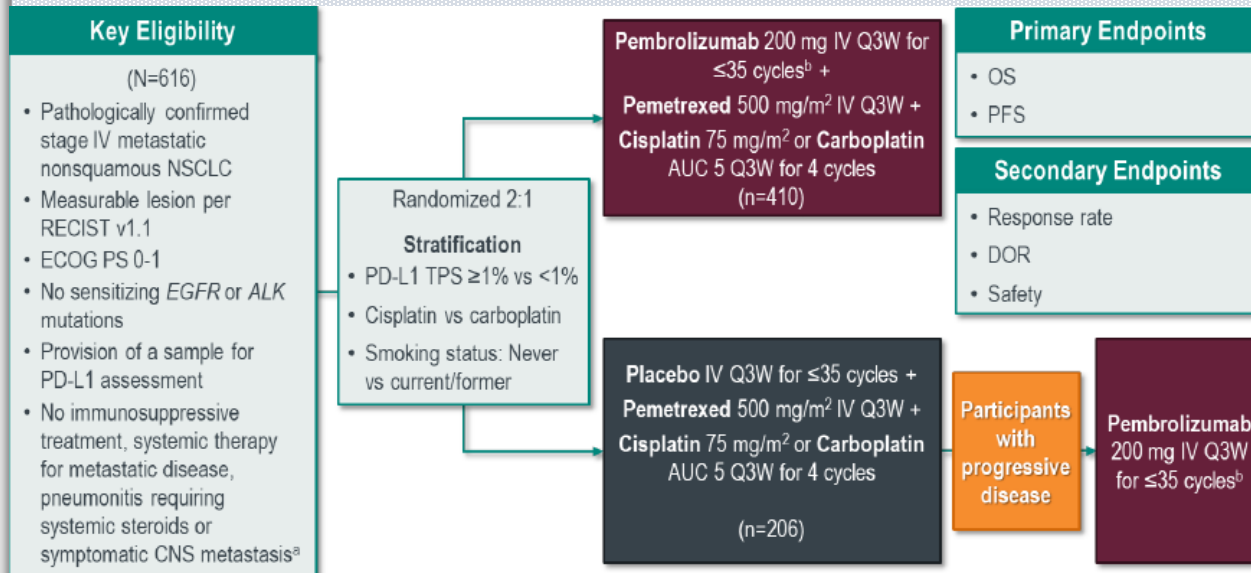 Key Eligibility
(N=616)
• Pathologically confirmed
stage IV metastatic
nonsquamous NSCLC
• Measurable lesion per
RECIST v1.1
• ECOG PS 0-1
• No sensitizing EGFR or ALK
mutations
• Provision of a sample for
PD-L1 assessment
• No immunosuppressive
treatment, systemic therapy
for metastatic disease,
pneumonitis requiring
systemic steroids or
symptomatic CNS metastasisᵃ
Randomized 2:1
Stratification
• PD-L1 TPS ≥1% vs <1%
• Cisplatin vs carboplatin
• Smoking status: Never
vs current/former
Pembrolizumab 200 mg IV Q3W for
≤35 cyclesᵇ +
Pemetrexed 500 mg/m² IV Q3W +
Cisplatin 75 mg/m² or Carboplatin
AUC 5 Q3W for 4 cycles
(n=410)
Placebo IV Q3W for ≤35 cycles +
Pemetrexed 500 mg/m² IV Q3W +
Cisplatin 75 mg/m² or Carboplatin
AUC 5 Q3W for 4 cycles
(n=206)
Participants
with
progressive
disease
Pembrolizumab
200 mg IV Q3W
for ≤35 cyclesᵇ
Primary Endpoints
• OS
• PFS
Secondary Endpoints
• Response rate
• DOR
• Safety